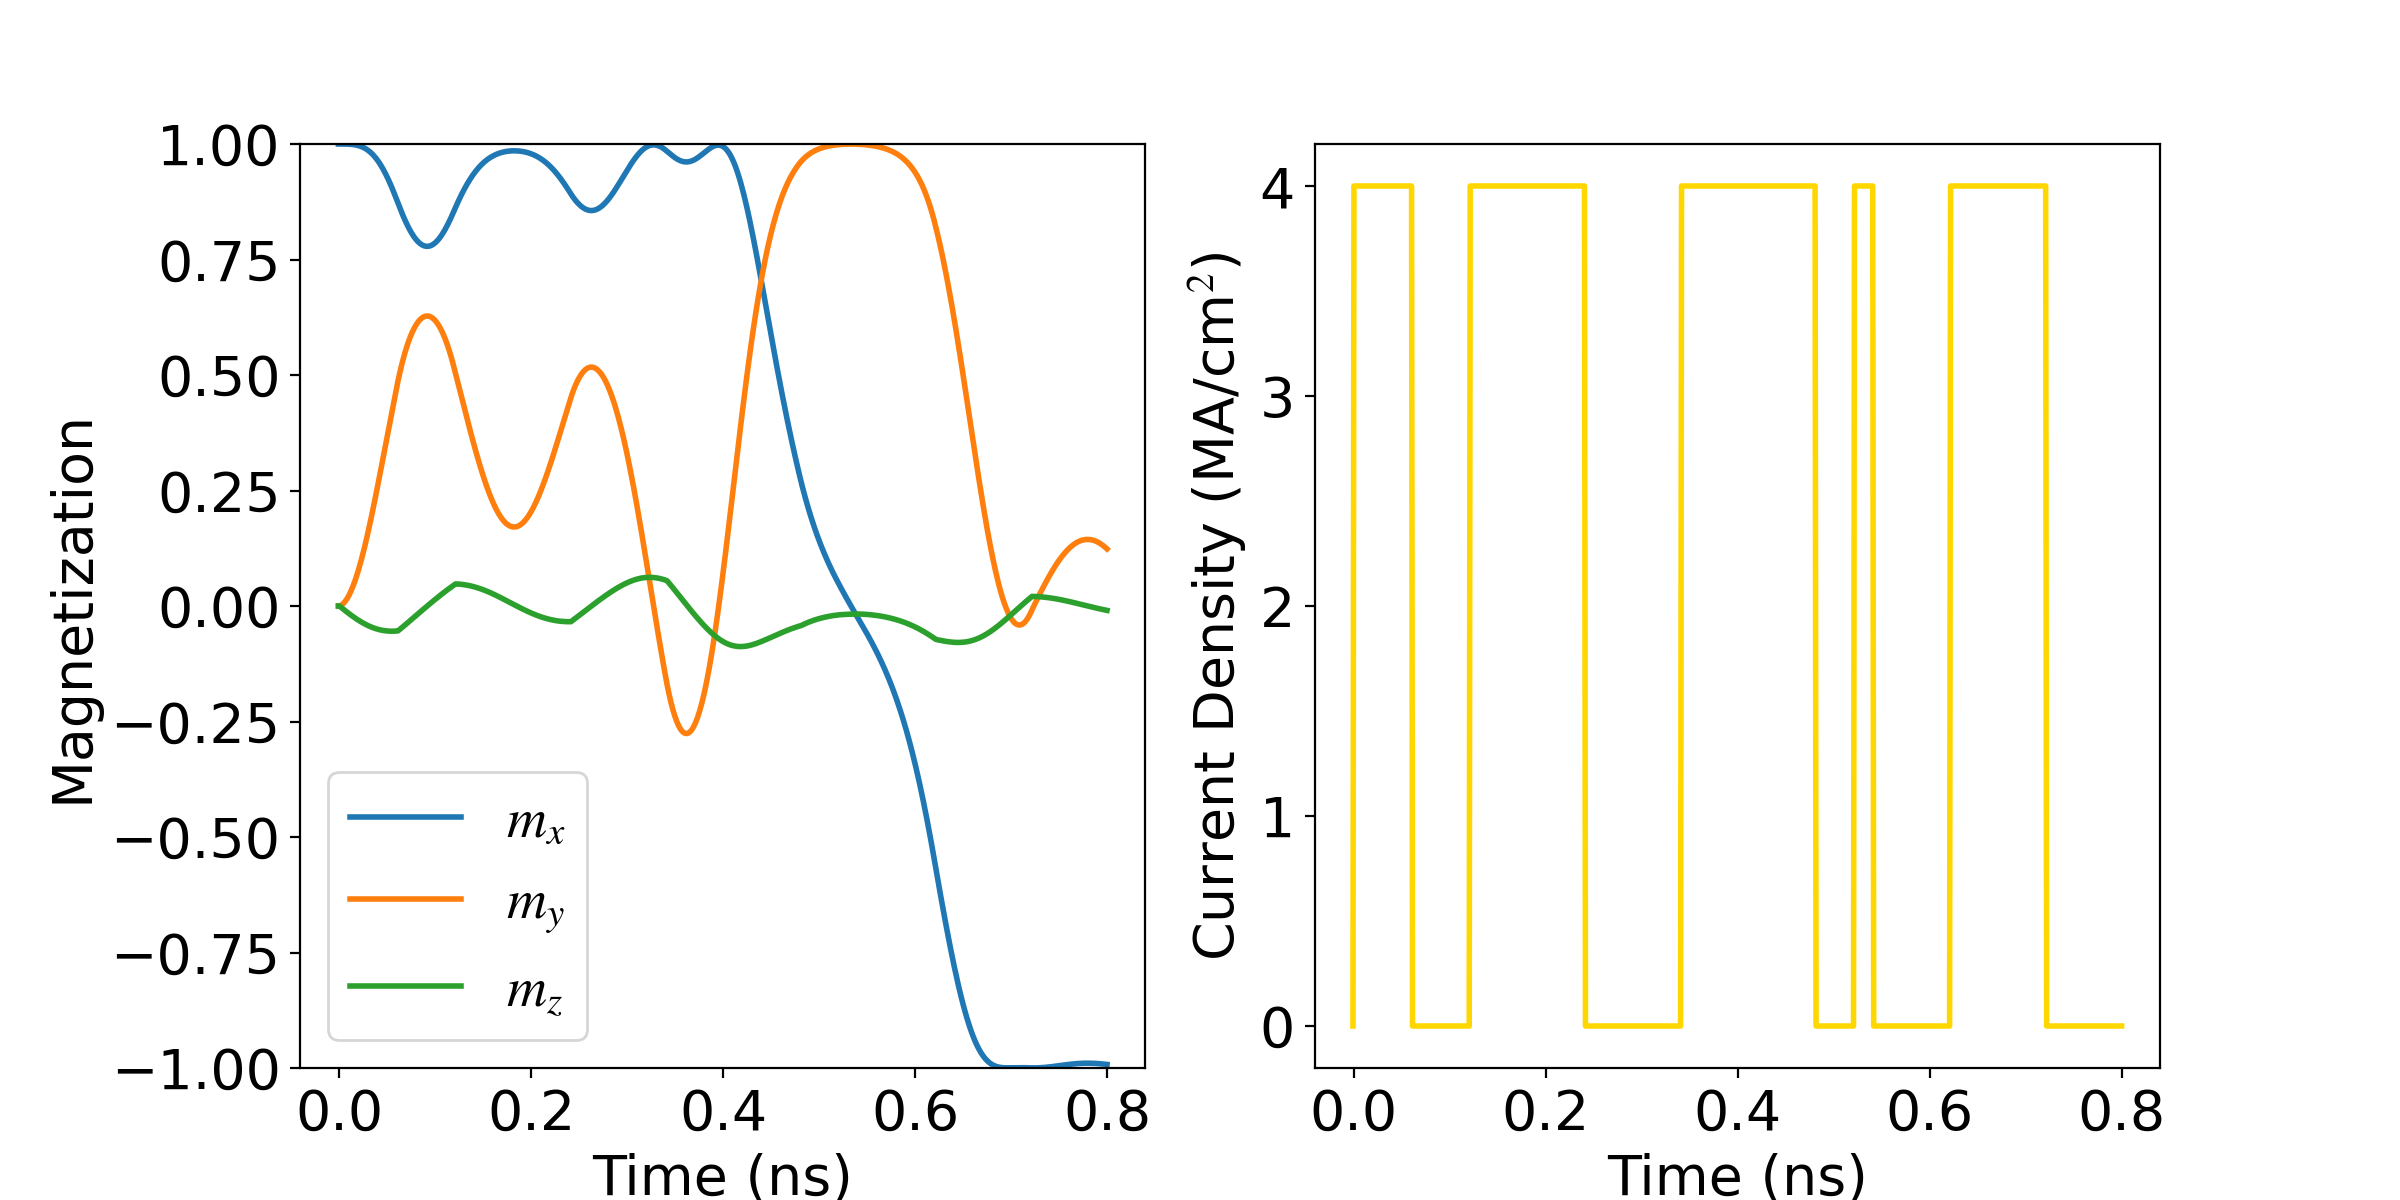 1.00
0.75
0.50
0.25
0.00
−0.25
−0.50
−0.75
−1.00
Magnetization
m_x
m_y
m_z
0.0 0.2 0.4 0.6 0.8
Time (ns)
4
3
2
1
0
Current Density (MA/cm²)
0.0 0.2 0.4 0.6 0.8
Time (ns)